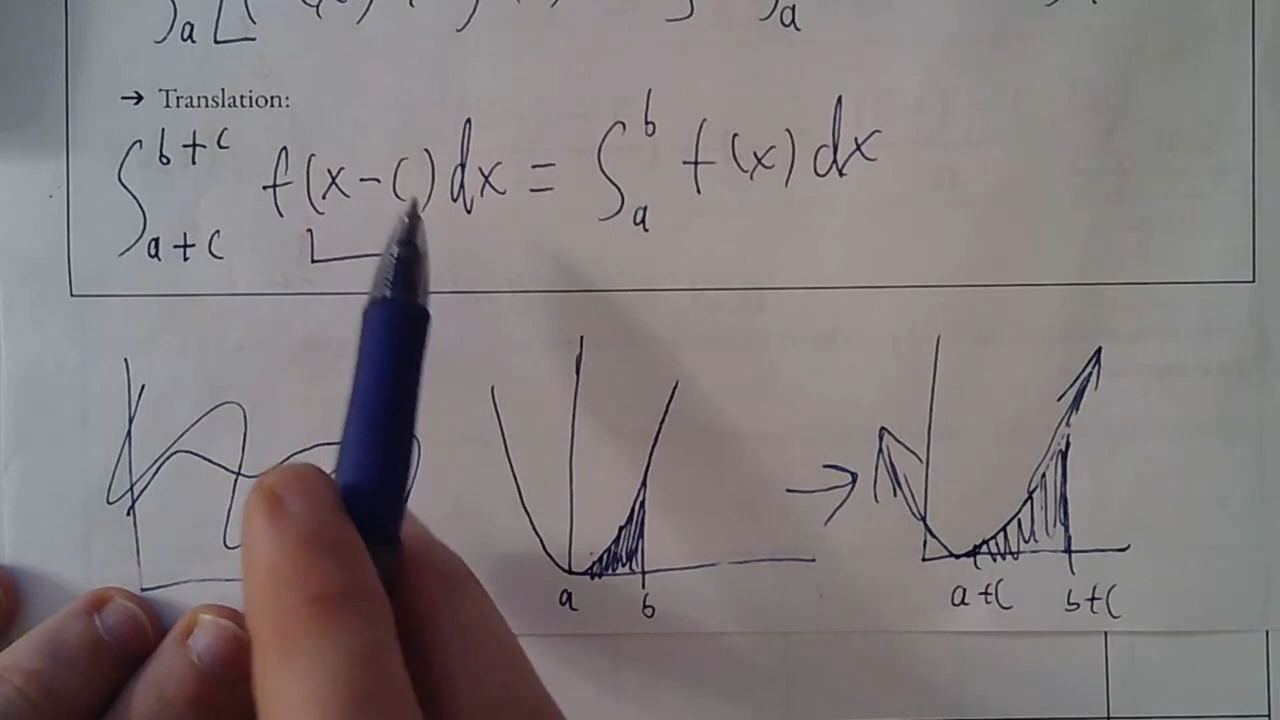 → Translation:
∫_{a+c}^{b+c} f(x-c)dx = ∫_a^b f(x)dx
a b a+c b+c